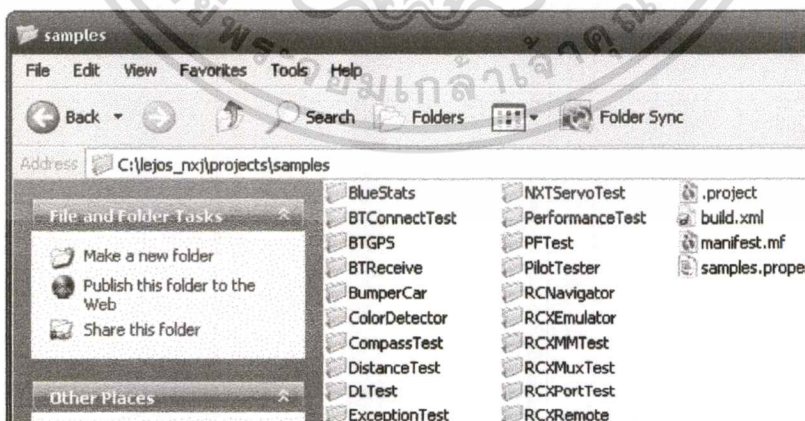 samples
File Edit View Favorites Tools Help
Back Search Folders Folder Sync
Address C:\lejos_nxj\projects\samples
File and Folder Tasks
Make a new folder
Publish this folder to the
Web
Share this folder
Other Places
BlueStats
BTConnectTest
BTGPS
BTReceive
BumperCar
ColorDetector
CompassTest
DistanceTest
DLTest
ExceptionTest
NXTServoTest
PerformanceTest
PFTest
PilotTester
RCNavigator
RCXEmulator
RCXMMTest
RCXMuxTest
RCXPortTest
RCXRemote
.project
build.xml
manifest.mf
samples.prope